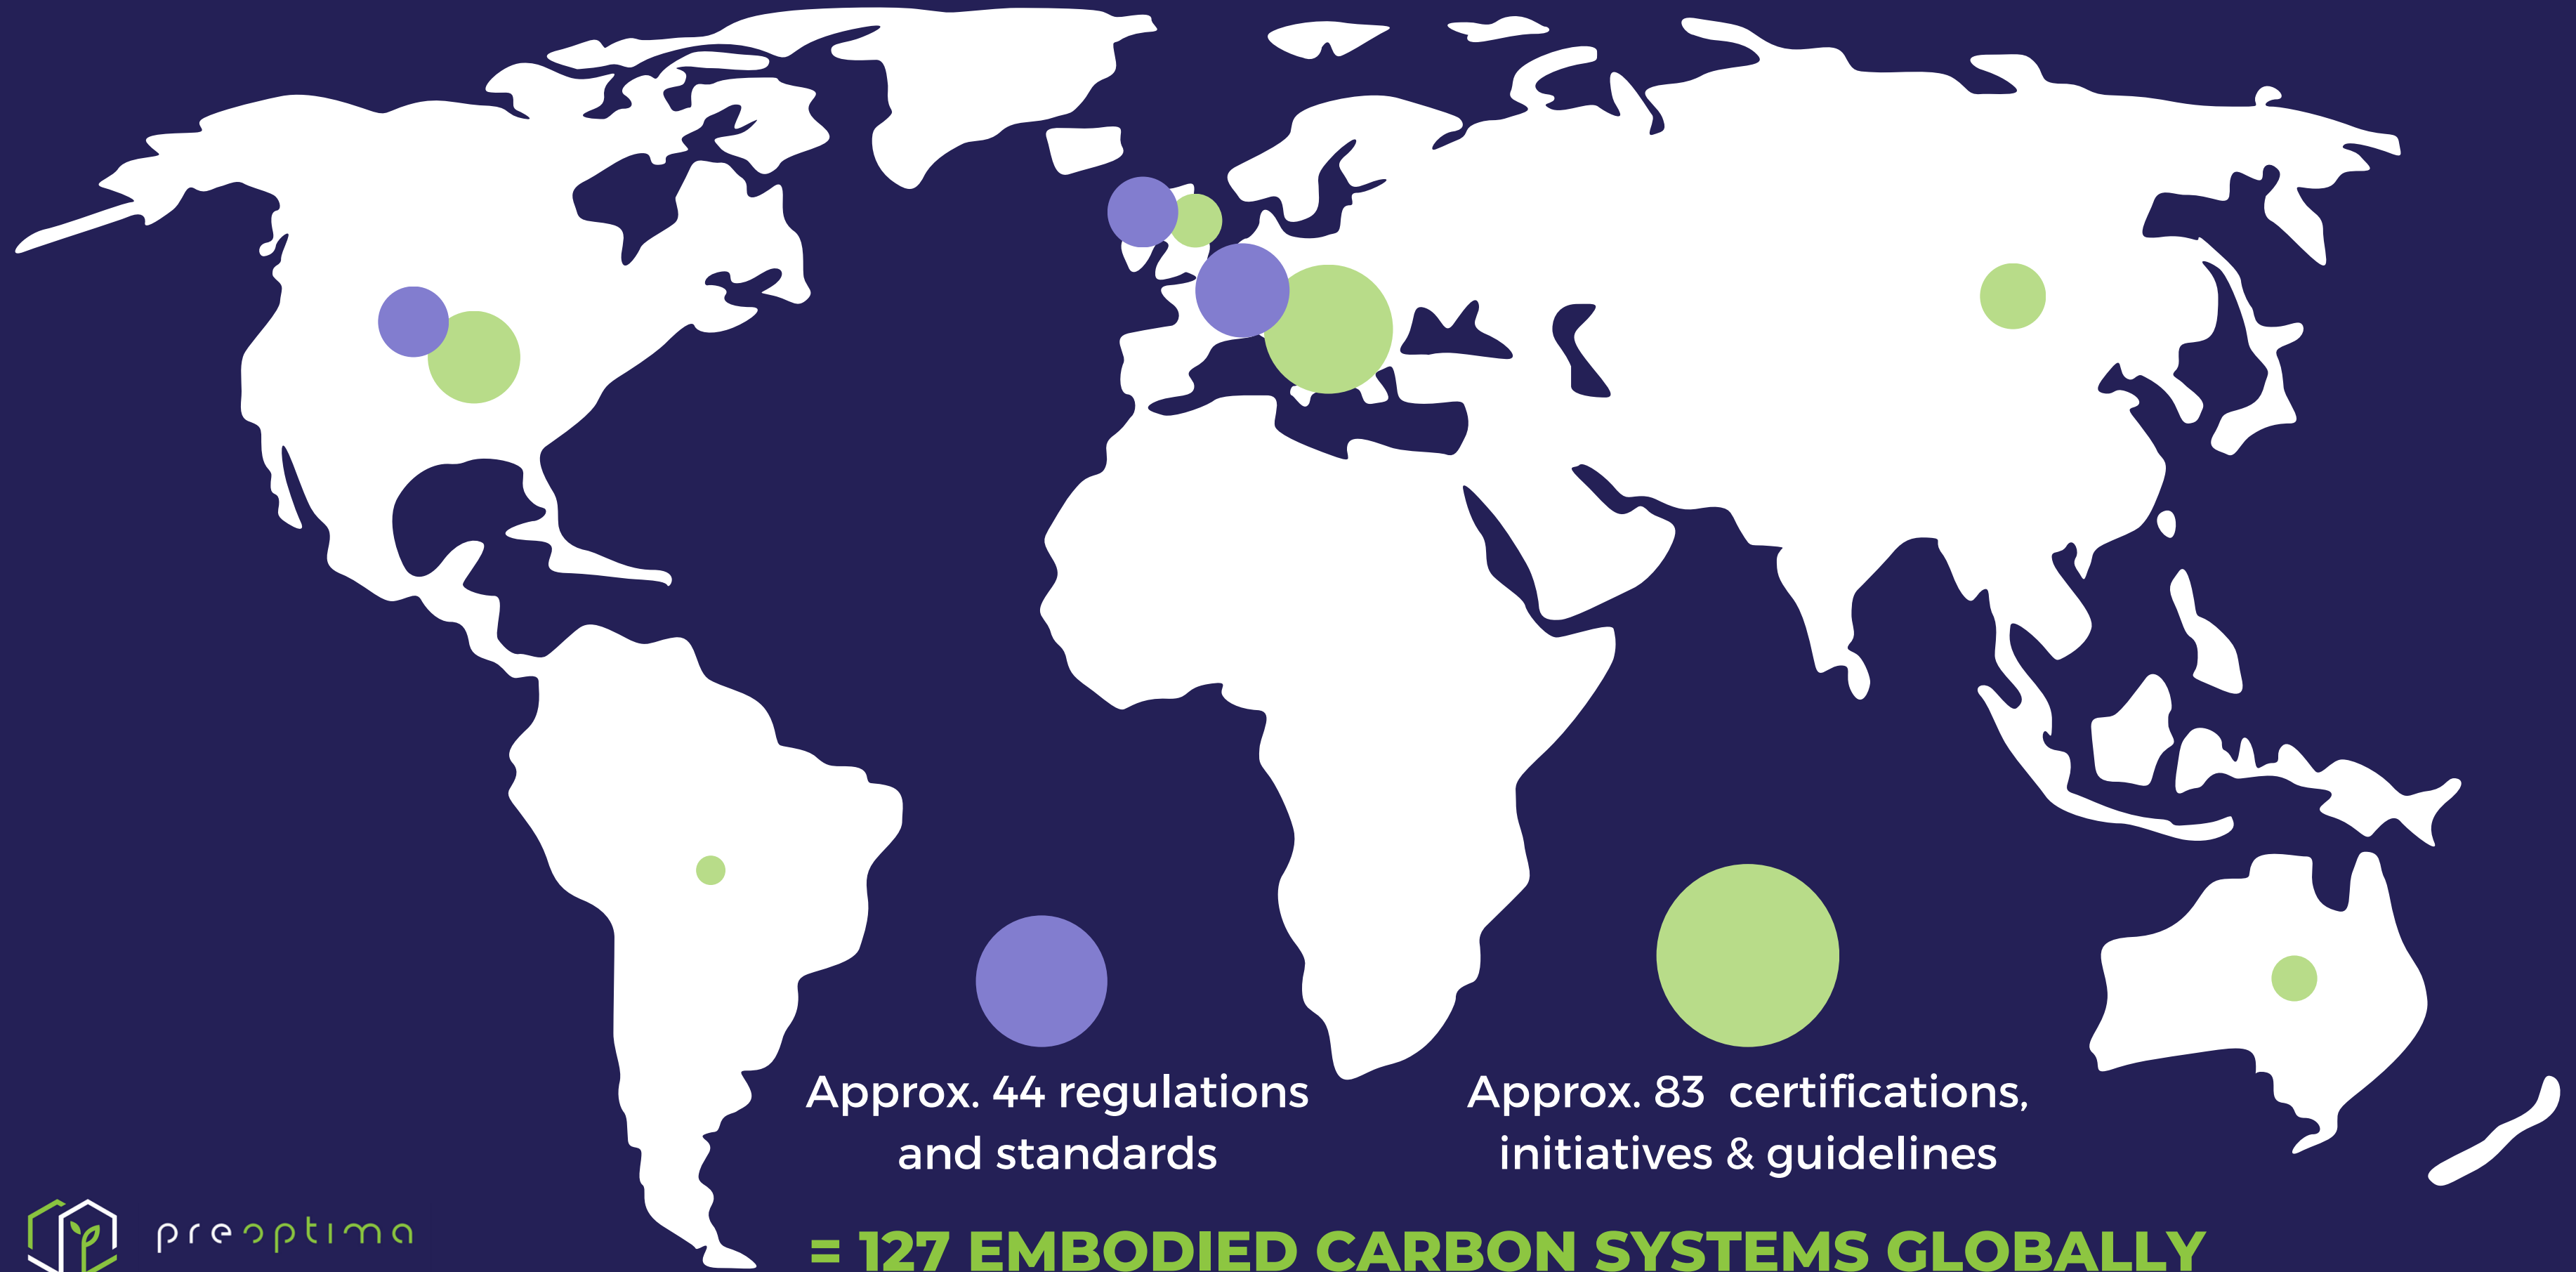 Approx. 44 regulations
and standards
Approx. 83 certifications,
initiatives & guidelines
preoptima
= 127 EMBODIED CARBON SYSTEMS GLOBALLY